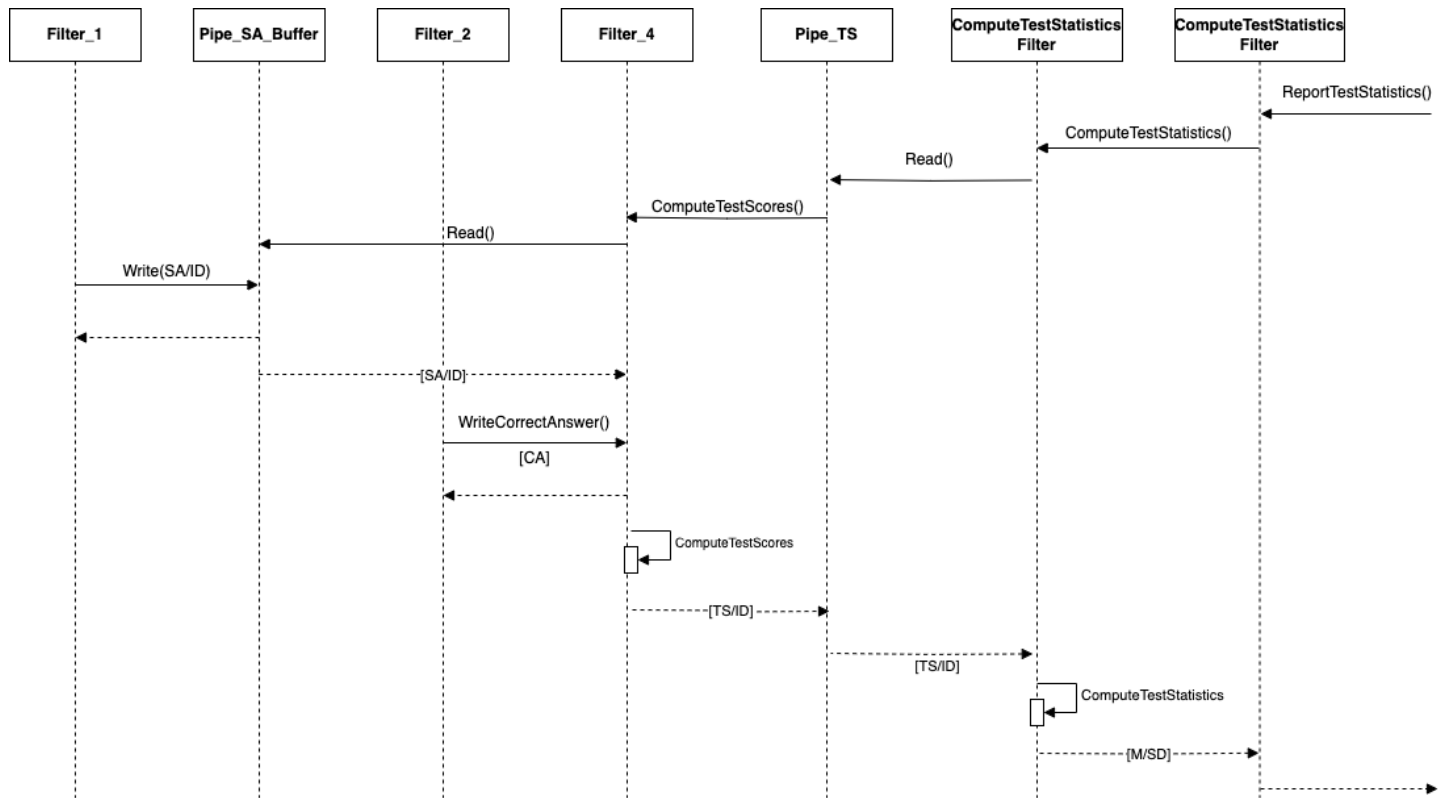 Filter_1
Pipe_SA_Buffer
Filter_2
Filter_4
Pipe_TS
ComputeTestStatistics
Filter
ComputeTestStatistics
Filter
ReportTestStatistics()
ComputeTestStatistics()
Read()
ComputeTestScores()
Read()
Write(SA/ID)
[SA/ID]
WriteCorrectAnswer()
[CA]
ComputeTestScores
[TS/ID]
[TS/ID]
ComputeTestStatistics
[M/SD]